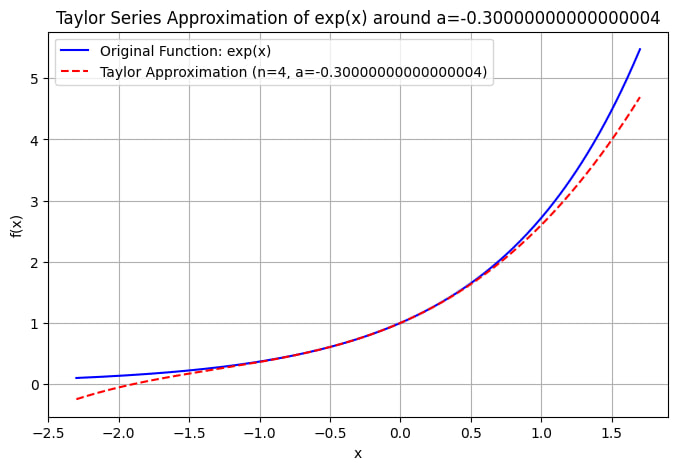 Taylor Series Approximation of exp(x) around a=-0.30000000000000004
Original Function: exp(x)
Taylor Approximation (n=4, a=-0.30000000000000004)
f(x)
5
4
3
2
1
0
−2.5 −2.0 −1.5 −1.0 −0.5 0.0 0.5 1.0 1.5
x